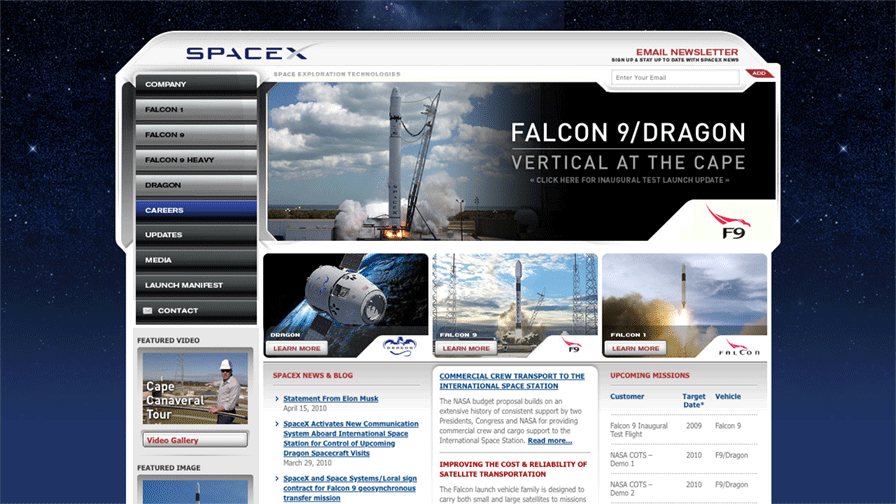 SPACEX
EMAIL NEWSLETTER
SIGN UP & STAY UP TO DATE WITH SPACEX NEWS
SPACE EXPLORATION TECHNOLOGIES
Enter Your Email
ADD
COMPANY
FALCON 1
FALCON 9
FALCON 9 HEAVY
DRAGON
CAREERS
UPDATES
MEDIA
LAUNCH MANIFEST
CONTACT
FALCON 9/DRAGON
VERTICAL AT THE CAPE
« CLICK HERE FOR INAUGURAL TEST LAUNCH UPDATE »
F9
DRAGON
LEARN MORE
DRAGON
FALCON 9
LEARN MORE
F9
FALCON 1
LEARN MORE
FALCON
FEATURED VIDEO
Cape
Canaveral
Tour
Video Gallery
FEATURED IMAGE
SPACEX NEWS & BLOG
Statement From Elon Musk
April 15, 2010
SpaceX Activates New Communication
System Aboard International Space
Station for Control of Upcoming
Dragon Spacecraft Visits
March 29, 2010
SpaceX and Space Systems/Loral sign
contract for Falcon 9 geosynchronous
transfer mission
COMMERCIAL CREW TRANSPORT TO THE
INTERNATIONAL SPACE STATION
The NASA budget proposal builds on an
extensive history of consistent support by two
Presidents, Congress and NASA for providing
commercial crew and cargo support to the
International Space Station. Read more...
IMPROVING THE COST & RELIABILITY OF
SATELLITE TRANSPORTATION
The Falcon launch vehicle family is designed to
carry both small and large satellites to missions
UPCOMING MISSIONS
Customer Target Date* Vehicle
Falcon 9 Inaugural Test Flight 2009 Falcon 9
NASA COTS – Demo 1 2010 F9/Dragon
NASA COTS – Demo 2 2010 F9/Dragon